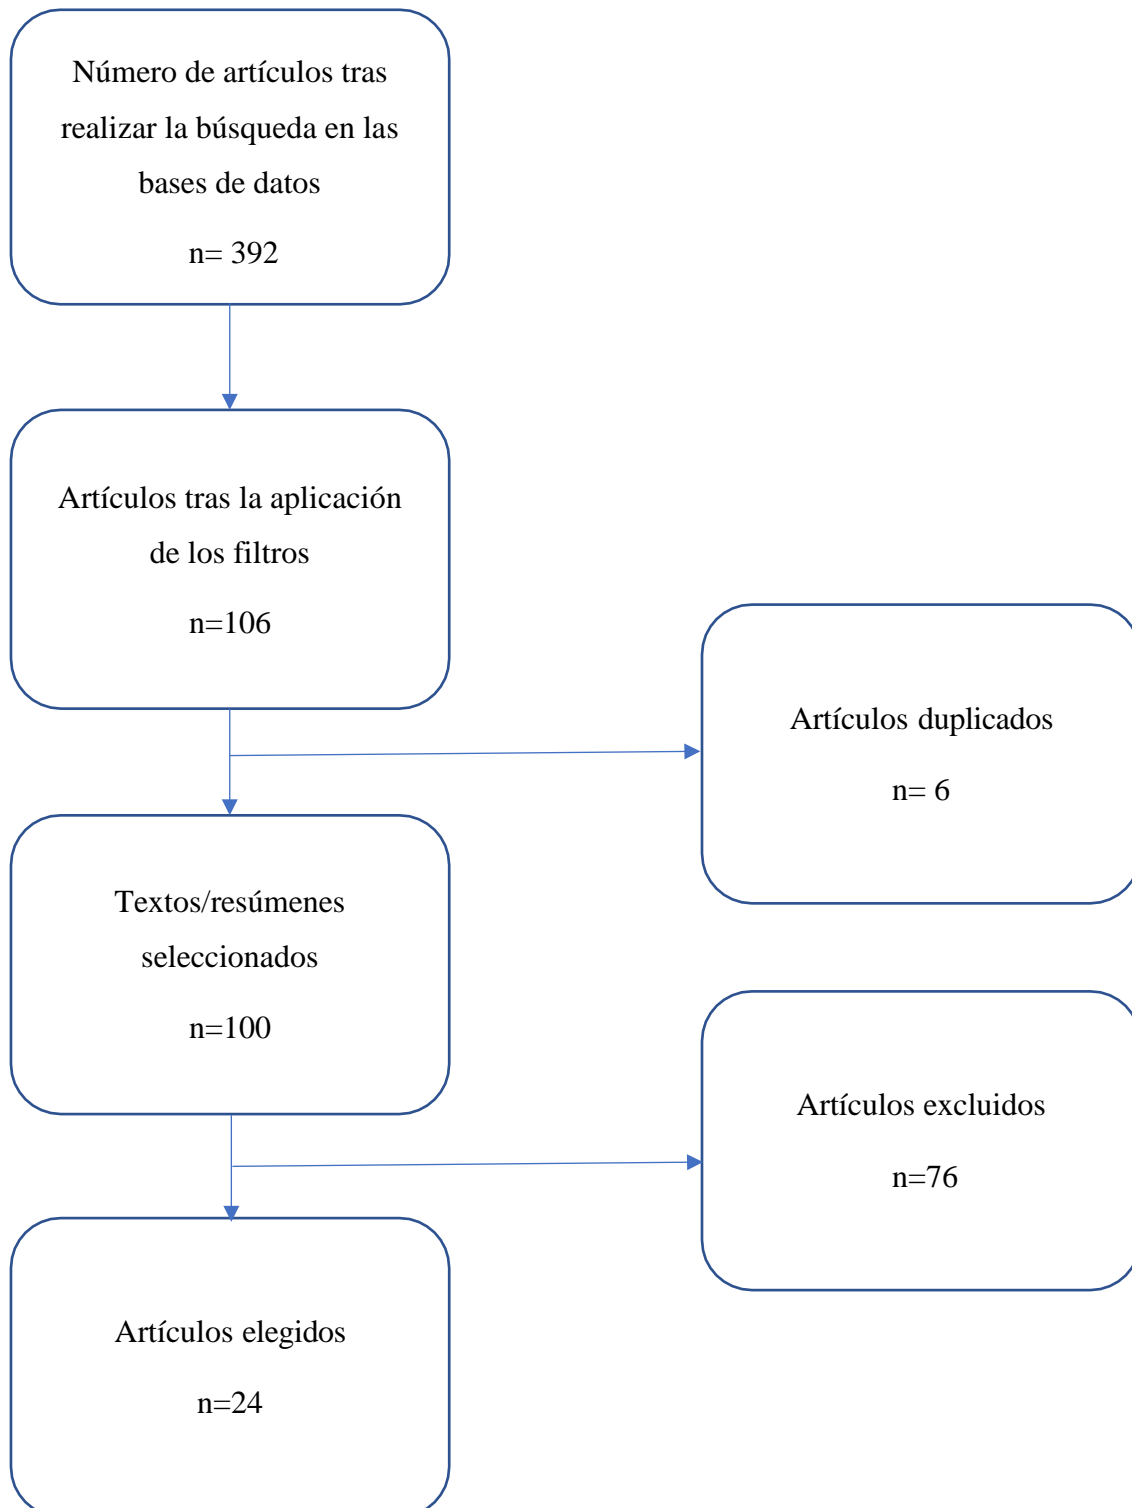 Número de artículos tras
realizar la búsqueda en las
bases de datos
n= 392
Artículos tras la aplicación
de los filtros
n=106
Artículos duplicados
n= 6
Textos/resúmenes
seleccionados
n=100
Artículos excluidos
n=76
Artículos elegidos
n=24